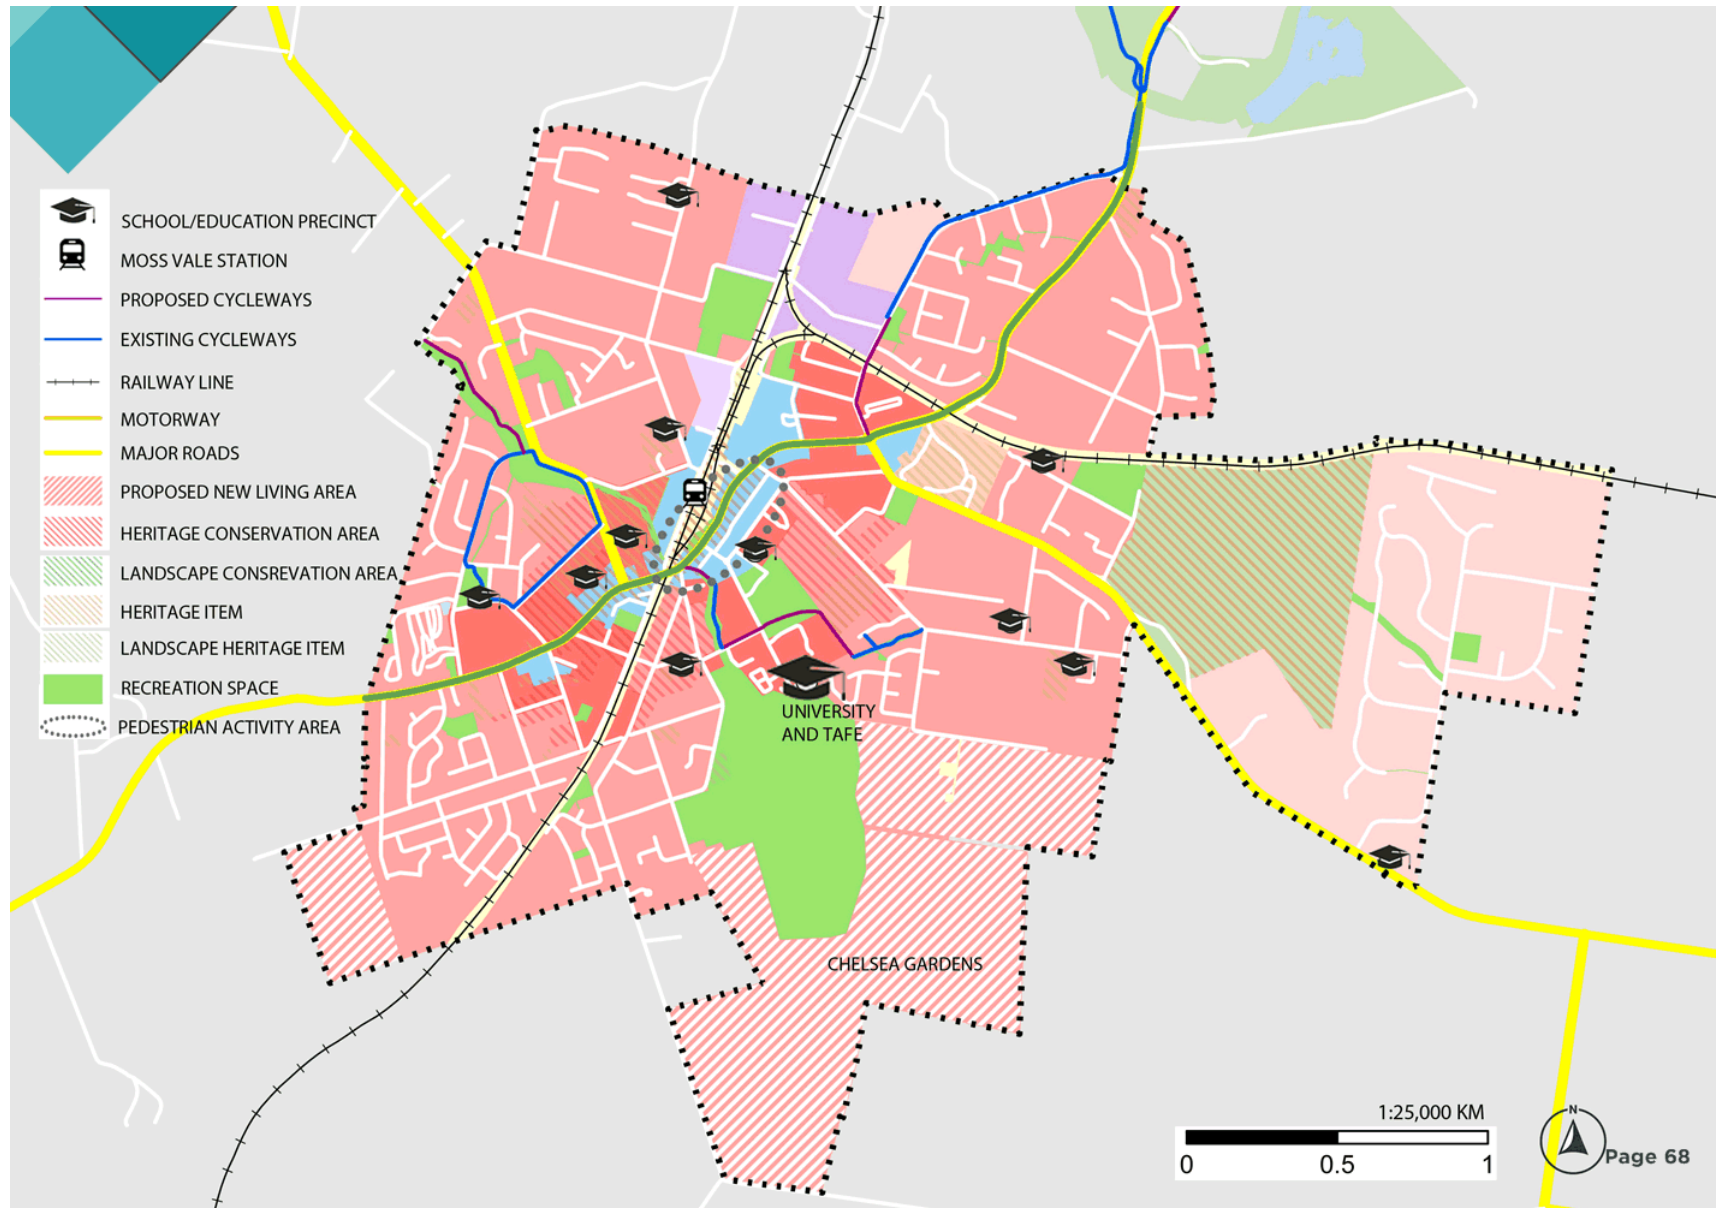 SCHOOL/EDUCATION PRECINCT
MOSS VALE STATION
PROPOSED CYCLEWAYS
EXISTING CYCLEWAYS
RAILWAY LINE
MOTORWAY
MAJOR ROADS
PROPOSED NEW LIVING AREA
HERITAGE CONSERVATION AREA
LANDSCAPE CONSREVATION AREA
HERITAGE ITEM
LANDSCAPE HERITAGE ITEM
RECREATION SPACE
PEDESTRIAN ACTIVITY AREA
UNIVERSITY
AND TAFE
CHELSEA GARDENS
1:25,000 KM
0 0.5 1
N
Page 68